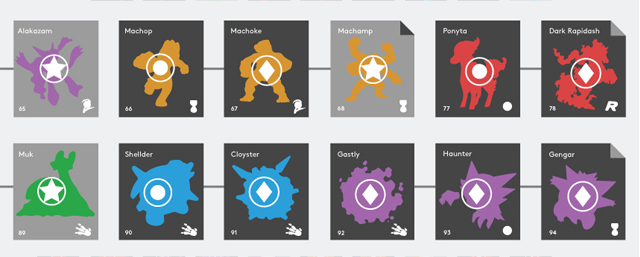 Alakazam
65
Machop
66
Machoke
67
Machamp
68
Ponyta
77
Dark Rapidash
78
R
Muk
89
Shellder
90
Cloyster
91
Gastly
92
Haunter
93
Gengar
94